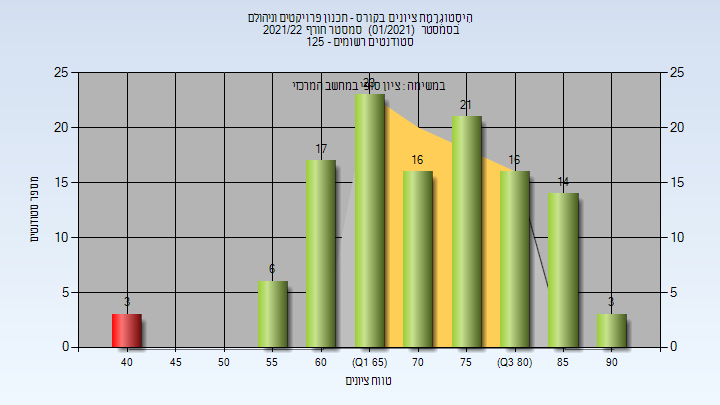 היסטוגרמת ציונים בקורס - תכנון פרויקטים וניהולם
בסמסטר (01/2021) סמסטר חורף 2021/22
סטודנטים רשומים - 125
במשימה : ציון סופי במחשב המרכזי
25 25
20 20
15 15
10 10
5 5
0 0
3 6 17 23 16 21 16 14 3
מספר סטודנטים
40 45 50 55 60 (Q1 65) 70 75 (Q3 80) 85 90
טווח ציונים